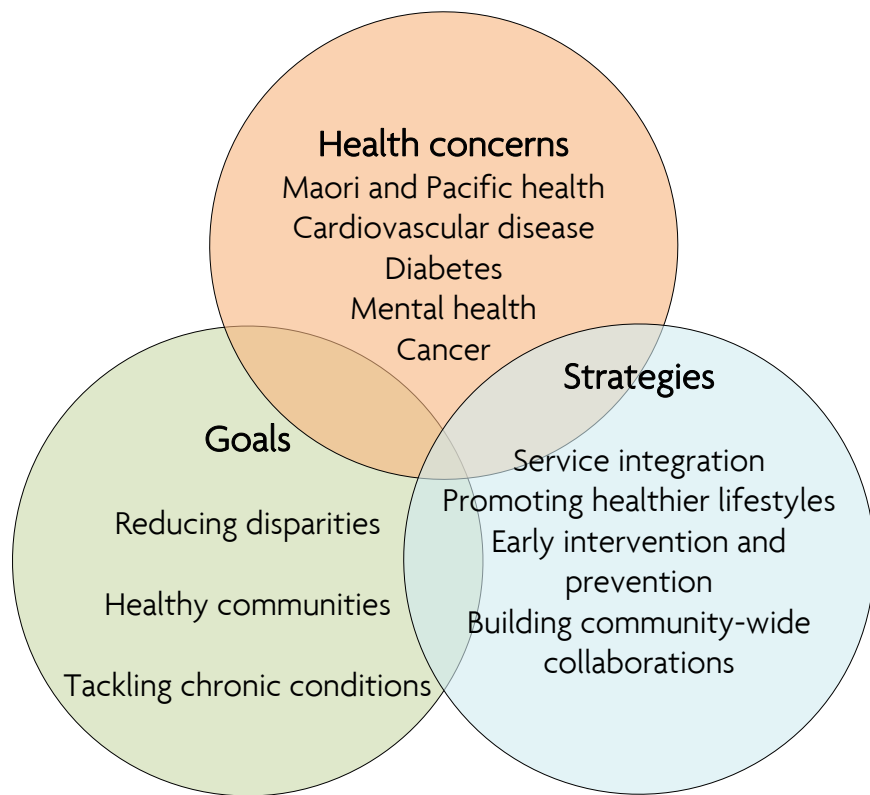 Health concerns
Maori and Pacific health
Cardiovascular disease
Diabetes
Mental health
Cancer
Goals
Reducing disparities
Healthy communities
Tackling chronic conditions
Strategies
Service integration
Promoting healthier lifestyles
Early intervention and
prevention
Building community-wide
collaborations